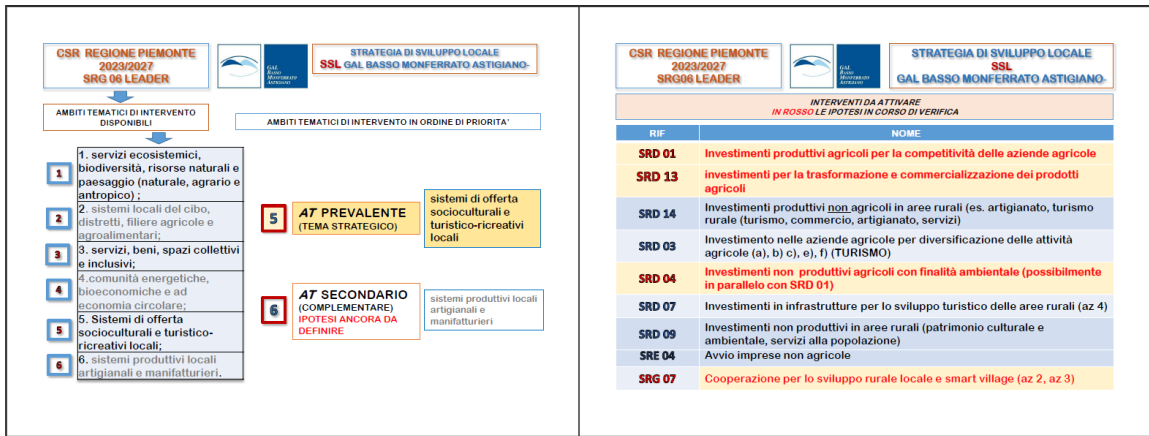 CSR REGIONE PIEMONTE
2023/2027
SRG 06 LEADER
GAL
BASSO
MONFERRATO
ASTIGIANO
STRATEGIA DI SVILUPPO LOCALE
SSL GAL BASSO MONFERRATO ASTIGIANO-
AMBITI TEMATICI DI INTERVENTO
DISPONIBILI
AMBITI TEMATICI DI INTERVENTO IN ORDINE DI PRIORITA'
1
1. servizi ecosistemici,
biodiversità, risorse naturali e
paesaggio (naturale, agrario e
antropico) ;
2
2. sistemi locali del cibo,
distretti, filiere agricole e
agroalimentari;
3
3. servizi, beni, spazi collettivi
e inclusivi;
4
4.comunità energetiche,
bioeconomiche e ad
economia circolare;
5
5. Sistemi di offerta
socioculturali e turistico-
ricreativi locali;
6
6. sistemi produttivi locali
artigianali e manifatturieri.
5
AT PREVALENTE
(TEMA STRATEGICO)
sistemi di offerta
socioculturali e
turistico-ricreativi
locali
6
AT SECONDARIO
(COMPLEMENTARE)
IPOTESI ANCORA DA
DEFINIRE
sistemi produttivi locali
artigianali e
manifatturieri
CSR REGIONE PIEMONTE
2023/2027
SRG06 LEADER
GAL
BASSO
MONFERRATO
ASTIGIANO
STRATEGIA DI SVILUPPO LOCALE
SSL
GAL BASSO MONFERRATO ASTIGIANO-
INTERVENTI DA ATTIVARE
IN ROSSO LE IPOTESI IN CORSO DI VERIFICA
RIF NOME
SRD 01 Investimenti produttivi agricoli per la competitività delle aziende agricole
SRD 13 investimenti per la trasformazione e commercializzazione dei prodotti
agricoli
SRD 14 Investimenti produttivi non agricoli in aree rurali (es. artigianato, turismo
rurale (turismo, commercio, artigianato, servizi)
SRD 03 Investimento nelle aziende agricole per diversificazione delle attività
agricole (a), b) c), e), f) (TURISMO)
SRD 04 Investimenti non produttivi agricoli con finalità ambientale (possibilmente
in parallelo con SRD 01)
SRD 07 Investimenti in infrastrutture per lo sviluppo turistico delle aree rurali (az 4)
SRD 09 Investimenti non produttivi in aree rurali (patrimonio culturale e
ambientale, servizi alla popolazione)
SRE 04 Avvio imprese non agricole
SRG 07 Cooperazione per lo sviluppo rurale locale e smart village (az 2, az 3)